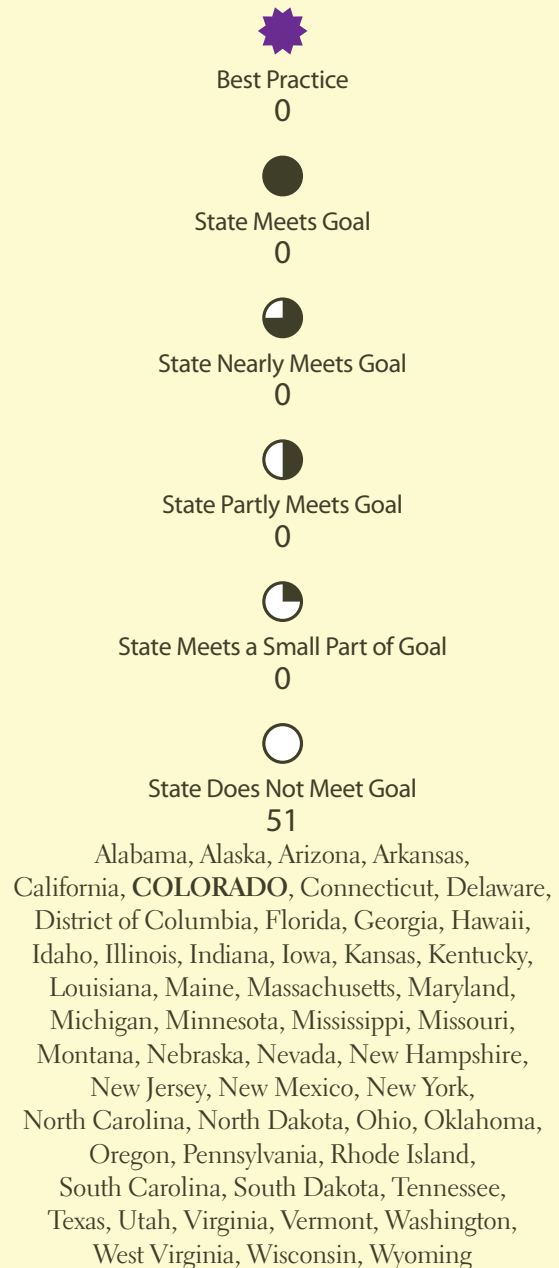 Best Practice
0
State Meets Goal
0
State Nearly Meets Goal
0
State Partly Meets Goal
0
State Meets a Small Part of Goal
0
State Does Not Meet Goal
51
Alabama, Alaska, Arizona, Arkansas,
California, COLORADO, Connecticut, Delaware,
District of Columbia, Florida, Georgia, Hawaii,
Idaho, Illinois, Indiana, Iowa, Kansas, Kentucky,
Louisiana, Maine, Massachusetts, Maryland,
Michigan, Minnesota, Mississippi, Missouri,
Montana, Nebraska, Nevada, New Hampshire,
New Jersey, New Mexico, New York,
North Carolina, North Dakota, Ohio, Oklahoma,
Oregon, Pennsylvania, Rhode Island,
South Carolina, South Dakota, Tennessee,
Texas, Utah, Virginia, Vermont, Washington,
West Virginia, Wisconsin, Wyoming